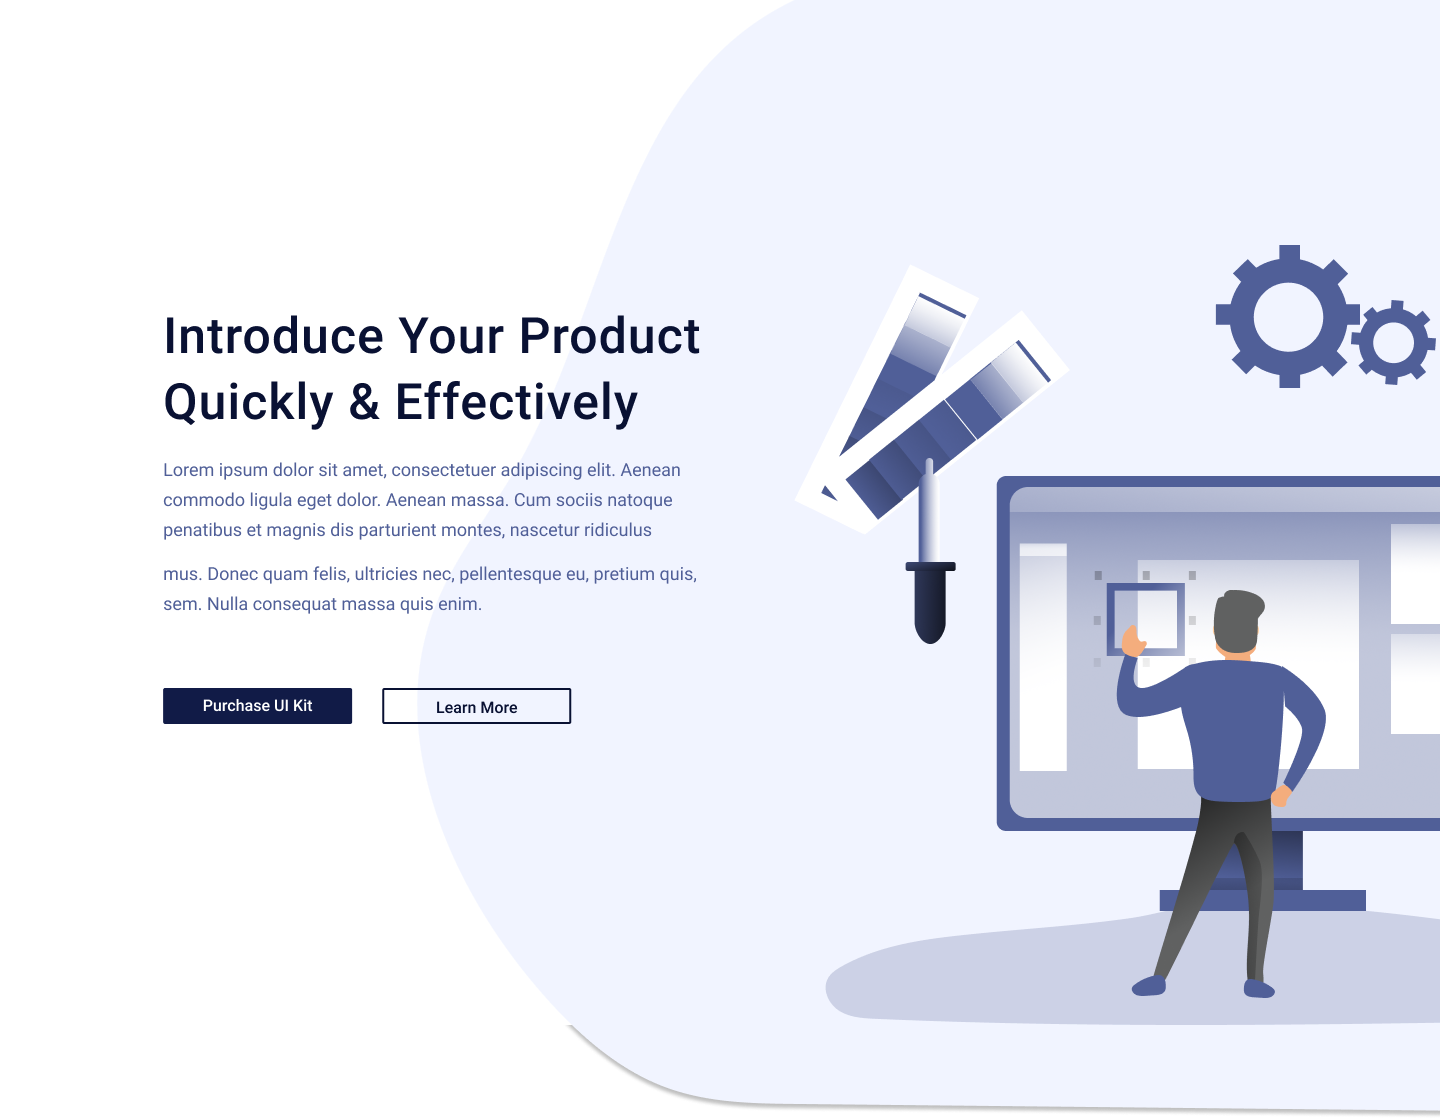 Introduce Your Product
Quickly & Effectively
Lorem ipsum dolor sit amet, consectetuer adipiscing elit. Aenean
commodo ligula eget dolor. Aenean massa. Cum sociis natoque
penatibus et magnis dis parturient montes, nascetur ridiculus
mus. Donec quam felis, ultricies nec, pellentesque eu, pretium quis,
sem. Nulla consequat massa quis enim.
Purchase UI Kit
Learn More